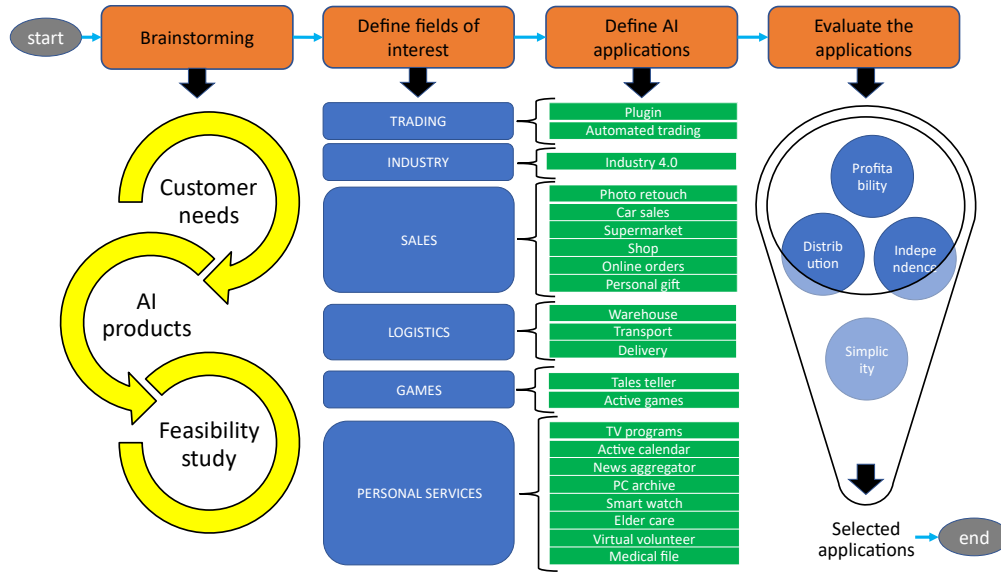 start
Brainstorming
Define fields of
interest
Define AI
applications
Evaluate the
applications
Customer
needs
AI
products
Feasibility
study
TRADING
INDUSTRY
SALES
LOGISTICS
GAMES
PERSONAL SERVICES
Plugin
Automated trading
Industry 4.0
Photo retouch
Car sales
Supermarket
Shop
Online orders
Personal gift
Warehouse
Transport
Delivery
Tales teller
Active games
TV programs
Active calendar
News aggregator
PC archive
Smart watch
Elder care
Virtual volunteer
Medical file
Profita
bility
Distrib
ution
Indepe
ndence
Simplic
ity
Selected
applications
end